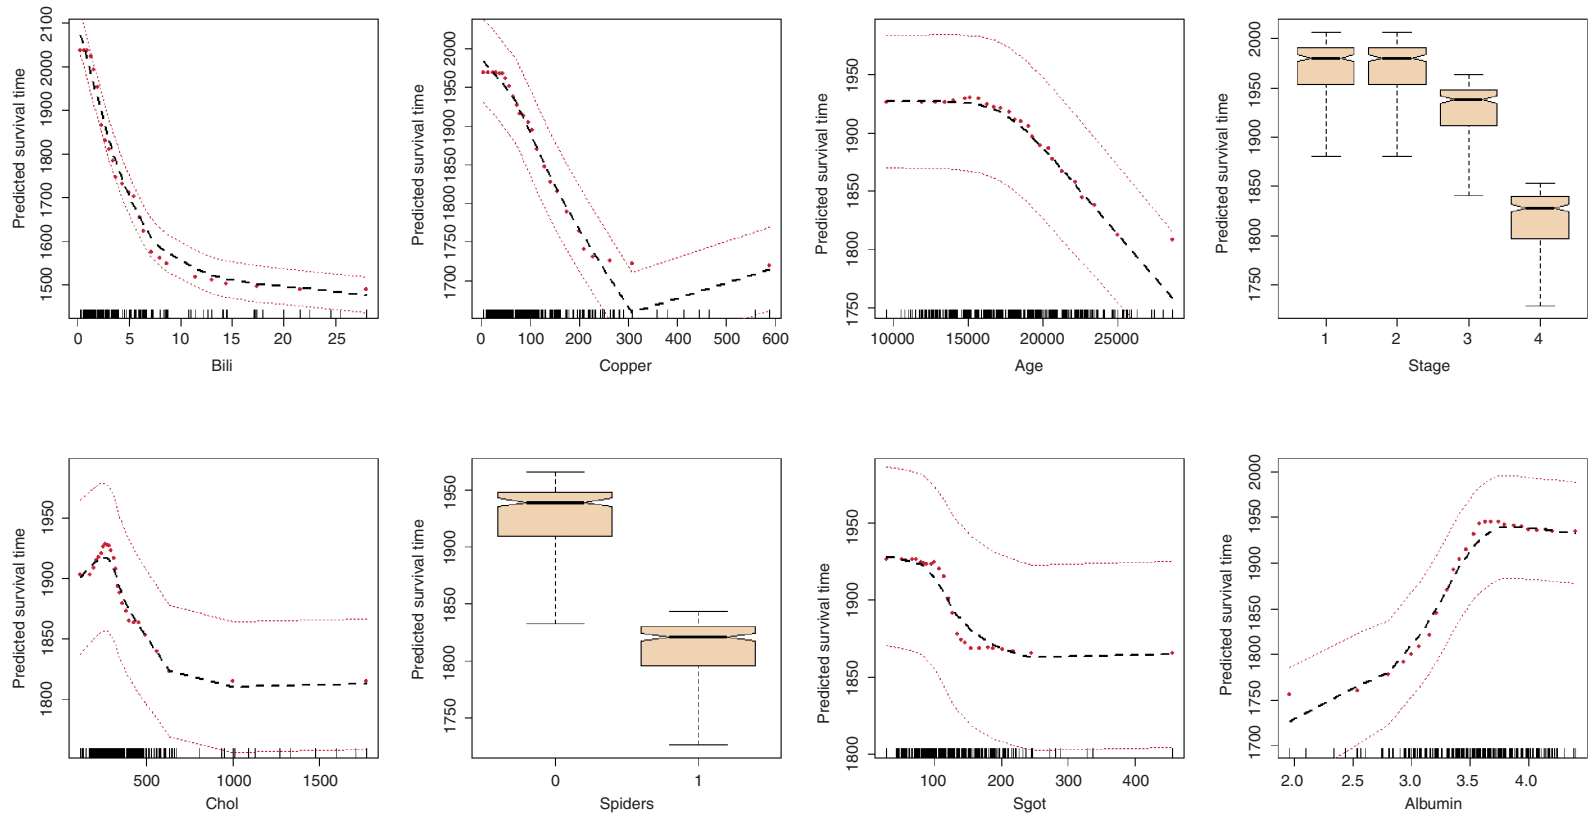 Predicted survival time
2100
2000
1900
1800
1700
1600
1500
0 5 10 15 20 25
Bili
Predicted survival time
2000
1950
1900
1850
1800
1750
1700
0 100 200 300 400 500 600
Copper
Predicted survival time
1950
1900
1850
1800
1750
10000 15000 20000 25000
Age
Predicted survival time
2000
1950
1900
1850
1800
1750
1 2 3 4
Stage
Predicted survival time
1950
1900
1850
1800
500 1000 1500
Chol
Predicted survival time
1950
1900
1850
1800
1750
0 1
Spiders
Predicted survival time
1950
1900
1850
1800
100 200 300 400
Sgot
Predicted survival time
2000
1950
1900
1850
1800
1750
1700
2.0 2.5 3.0 3.5 4.0
Albumin